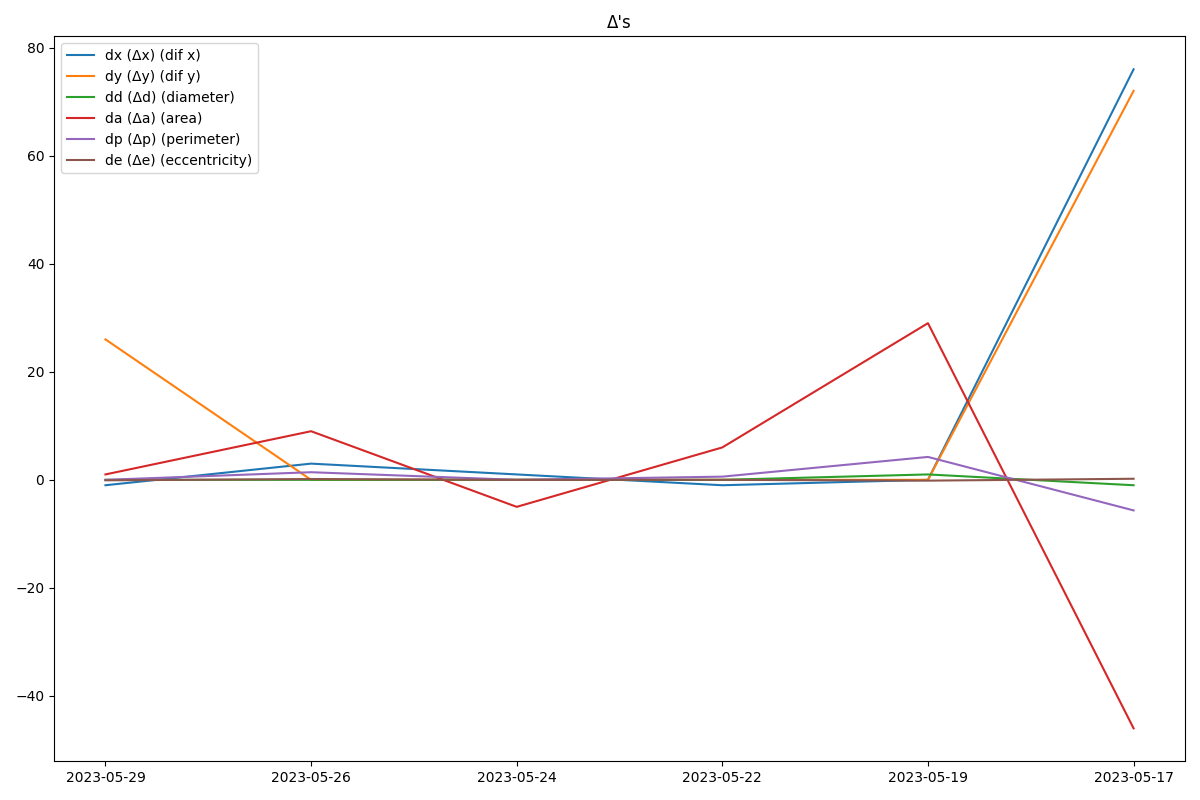 Δ's
dx (Δx) (dif x)
dy (Δy) (dif y)
dd (Δd) (diameter)
da (Δa) (area)
dp (Δp) (perimeter)
de (Δe) (eccentricity)
80
60
40
20
0
−20
−40
2023-05-29 2023-05-26 2023-05-24 2023-05-22 2023-05-19 2023-05-17